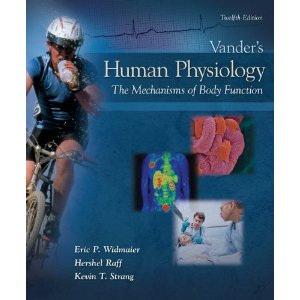 Twelfth Edition
Vander's
Human Physiology
The Mechanisms of Body Function
Eric P. Widmaier
Hershel Raff
Kevin T. Strang